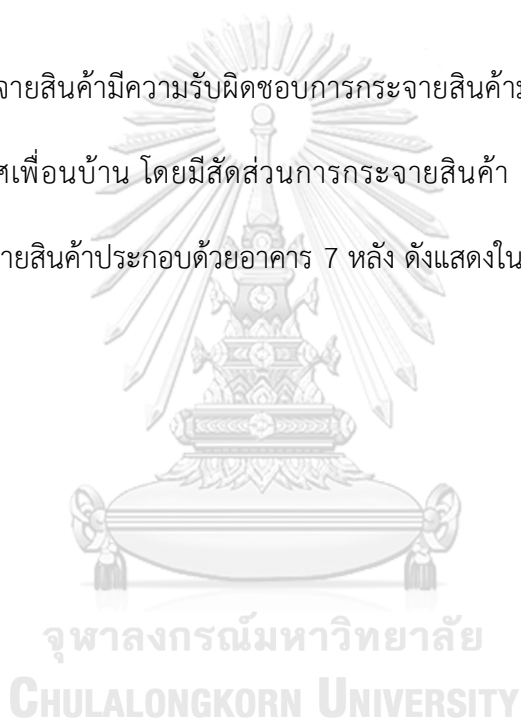 จายสินค้ามีความรับผิดชอบการกระจายสินค้า
เพื่อนบ้าน โดยมีสัดส่วนการกระจายสินค้า
ายสินค้าประกอบด้วยอาคาร 7 หลัง ดังแสดงใน
จุฬาลงกรณ์มหาวิทยาลัย
CHULALONGKORN UNIVERSITY